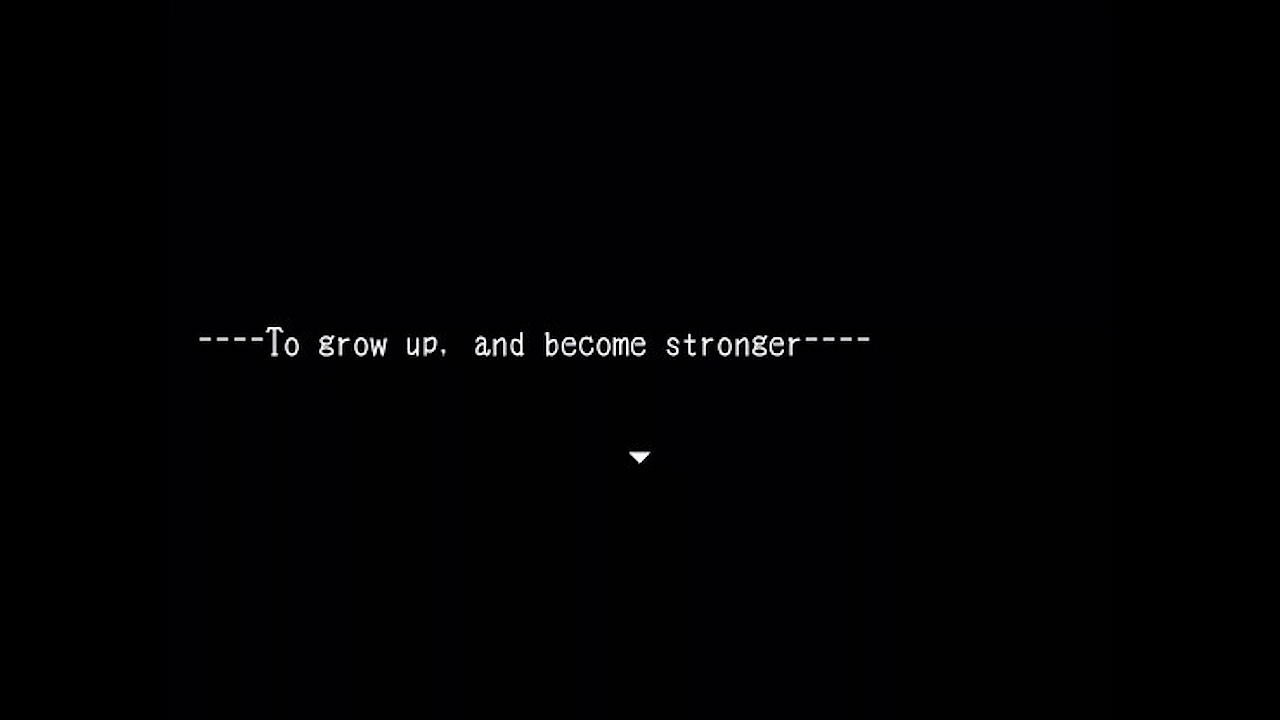 ----To grow up, and become stronger----